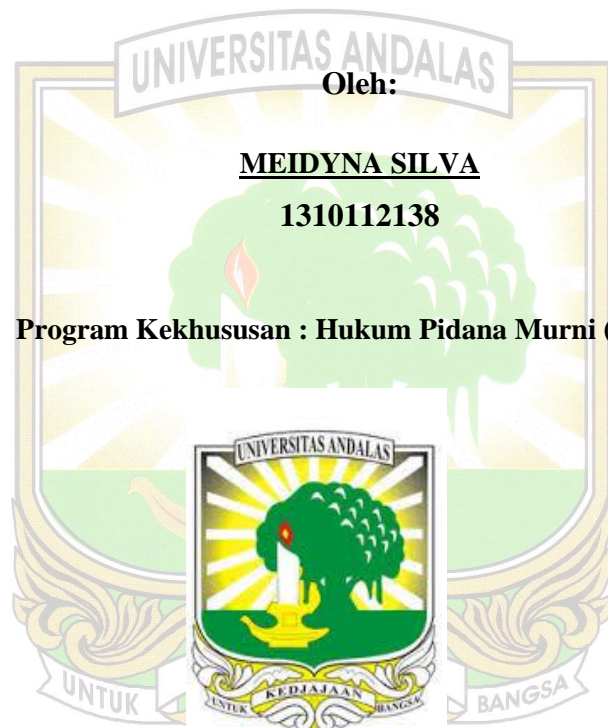 UNIVERSITAS ANDALAS
Oleh:
MEIDYNA SILVA
1310112138
Program Kekhususan : Hukum Pidana Murni (
UNIVERSITAS ANDALAS
UNTUK KEDJAJAAN BANGSA
UNTUK BANGSA